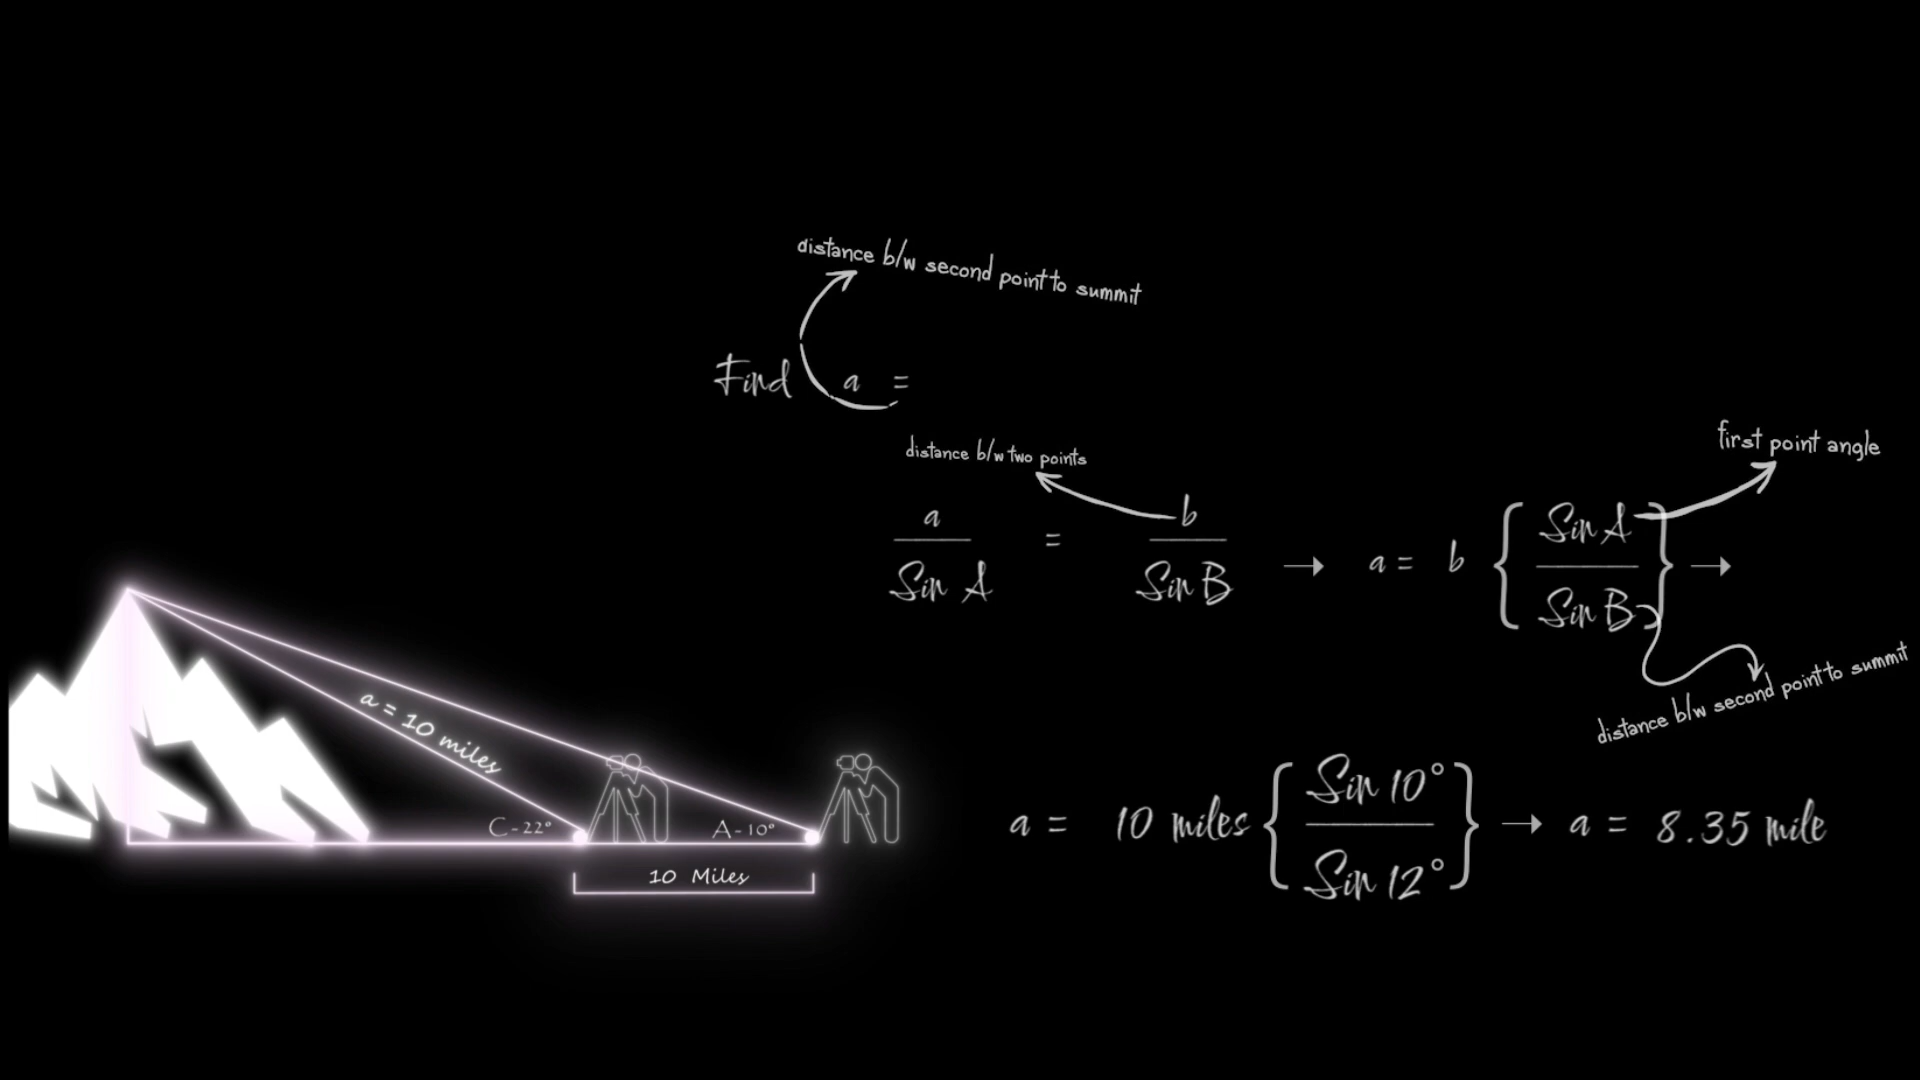 distance b/w second point to summit
Find a =
distance b/w two points
first point angle
a / Sin A = b / Sin B → a = b { Sin A / Sin B } →
distance b/w second point to summit
a = 10 miles
C-22°
A-10°
10 Miles
a = 10 miles { Sin 10° / Sin 12° } → a = 8.35 mile